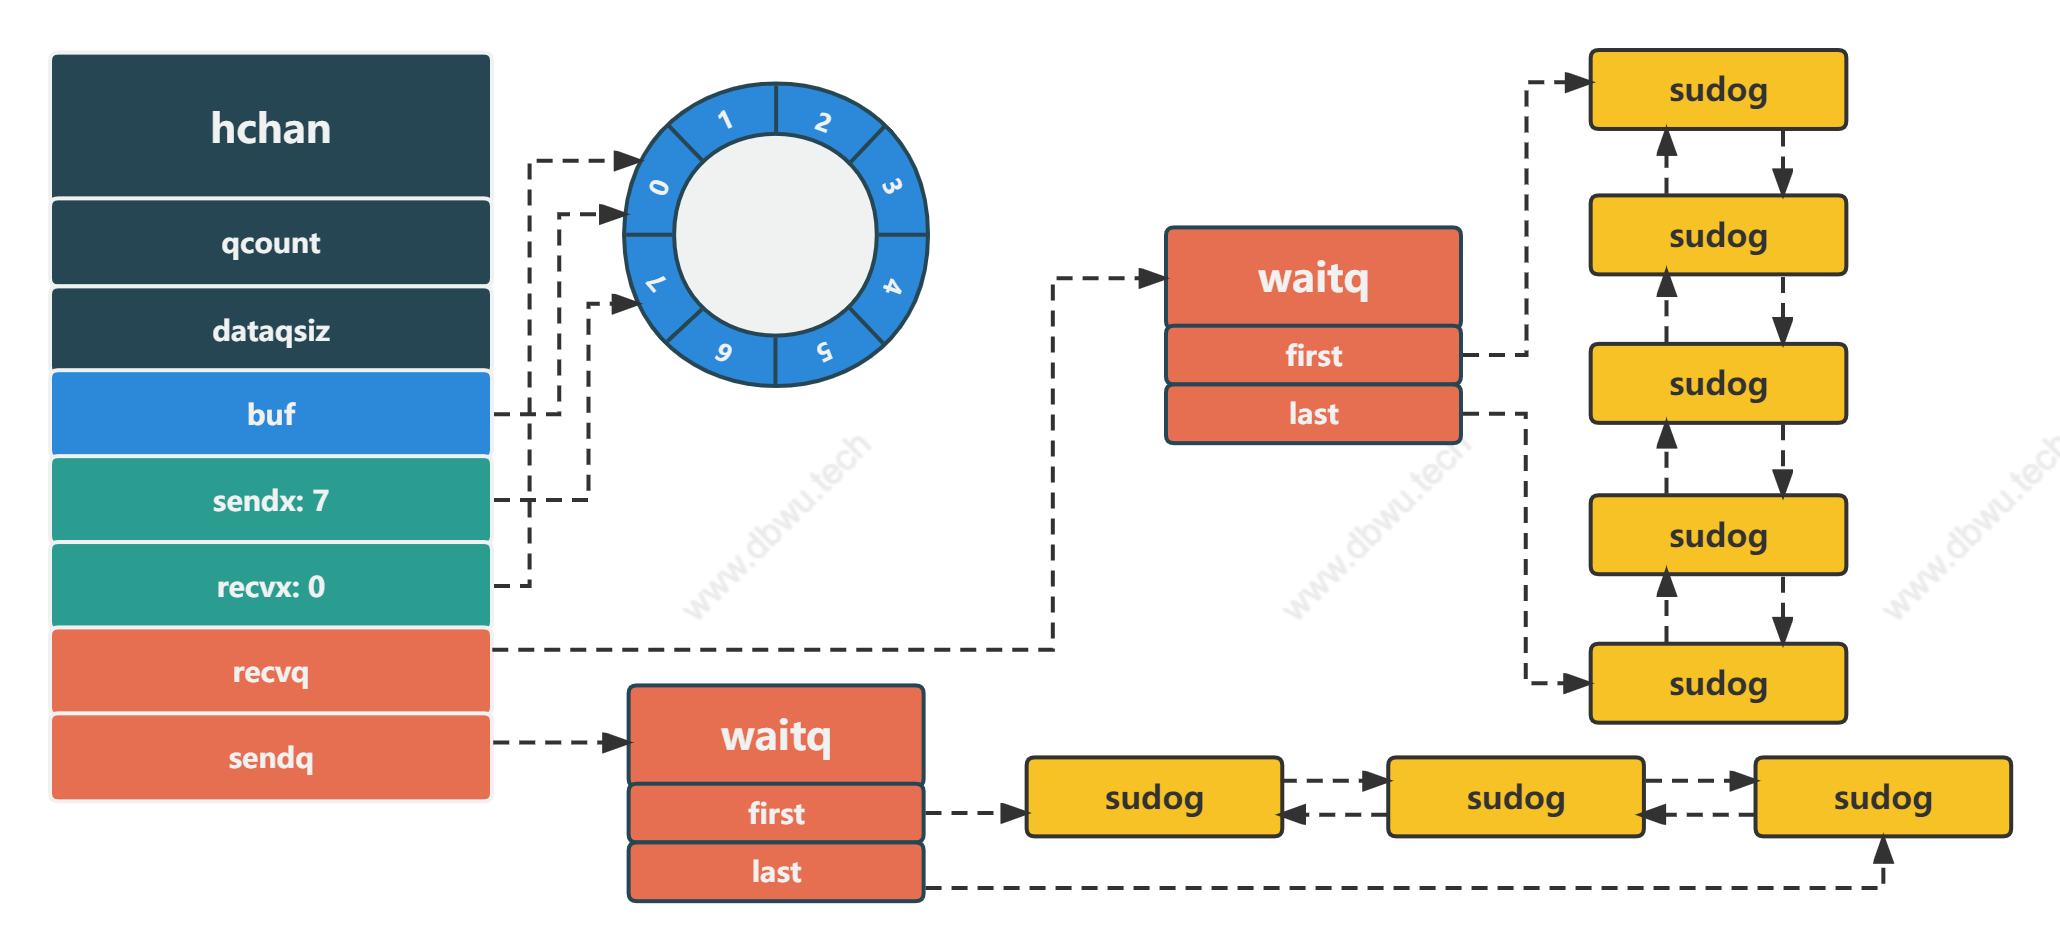 hchan
qcount
dataqsiz
buf
sendx: 7
recvx: 0
recvq
sendq
0
1
2
3
4
5
6
7
waitq
first
last
sudog
sudog
sudog
sudog
sudog
waitq
first
last
sudog
sudog
sudog
www.dbwu.tech
www.dbwu.tech
www.dbwu.tech